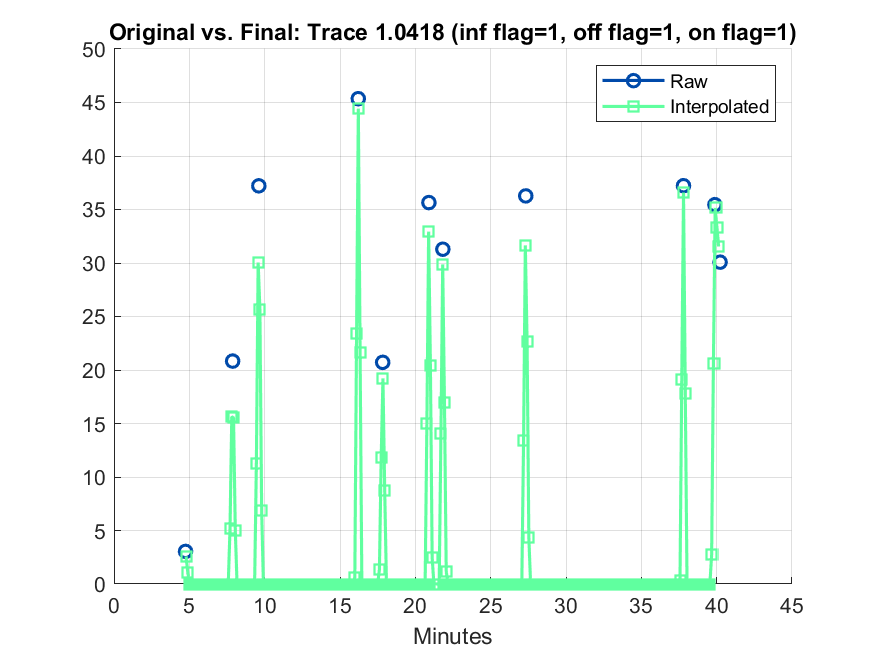 Original vs. Final: Trace 1.0418 (inf flag=1, off flag=1, on flag=1)
50
45
40
35
30
25
20
15
10
5
0
Raw
Interpolated
0 5 10 15 20 25 30 35 40 45
Minutes